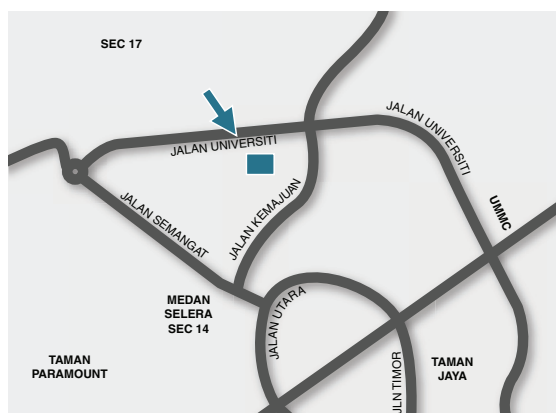 SEC 17
JALAN UNIVERSITI
JALAN UNIVERSITI
UMMC
JALAN KEMAJUAN
JALAN SEMANGAT
MEDAN
SELERA
SEC 14
JALAN UTARA
TAMAN
PARAMOUNT
JLN TIMOR
TAMAN
JAYA